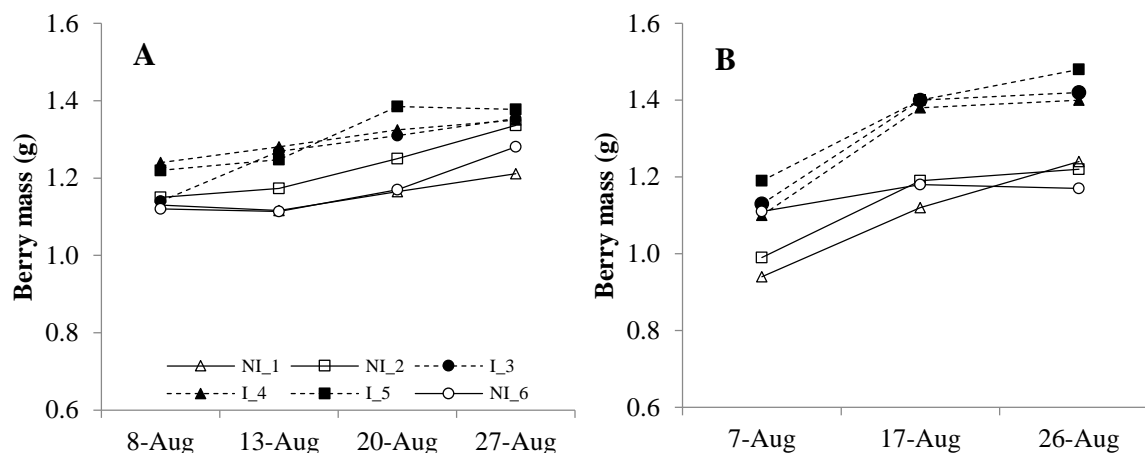 A
Berry mass (g)
1.6
1.4
1.2
1.0
0.8
0.6
NI_1 NI_2 I_3
I_4 I_5 NI_6
8-Aug 13-Aug 20-Aug 27-Aug
B
Berry mass (g)
1.6
1.4
1.2
1.0
0.8
0.6
7-Aug 17-Aug 26-Aug